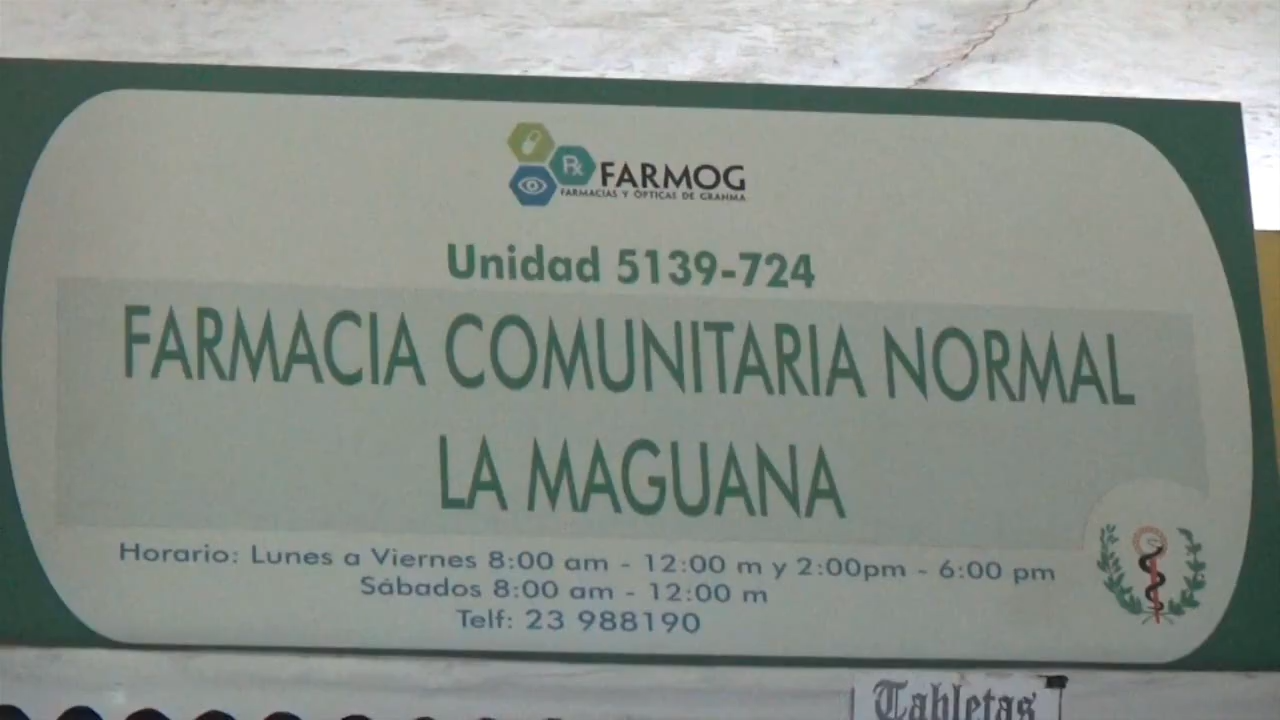 Rx FARMOG
FARMACIAS Y ÓPTICAS DE GRANMA
Unidad 5139-724
FARMACIA COMUNITARIA NORMAL
LA MAGUANA
Horario: Lunes a Viernes 8:00 am - 12:00 m y 2:00pm - 6:00 pm
Sábados 8:00 am - 12:00 m
Telf: 23 988190
Tabletas